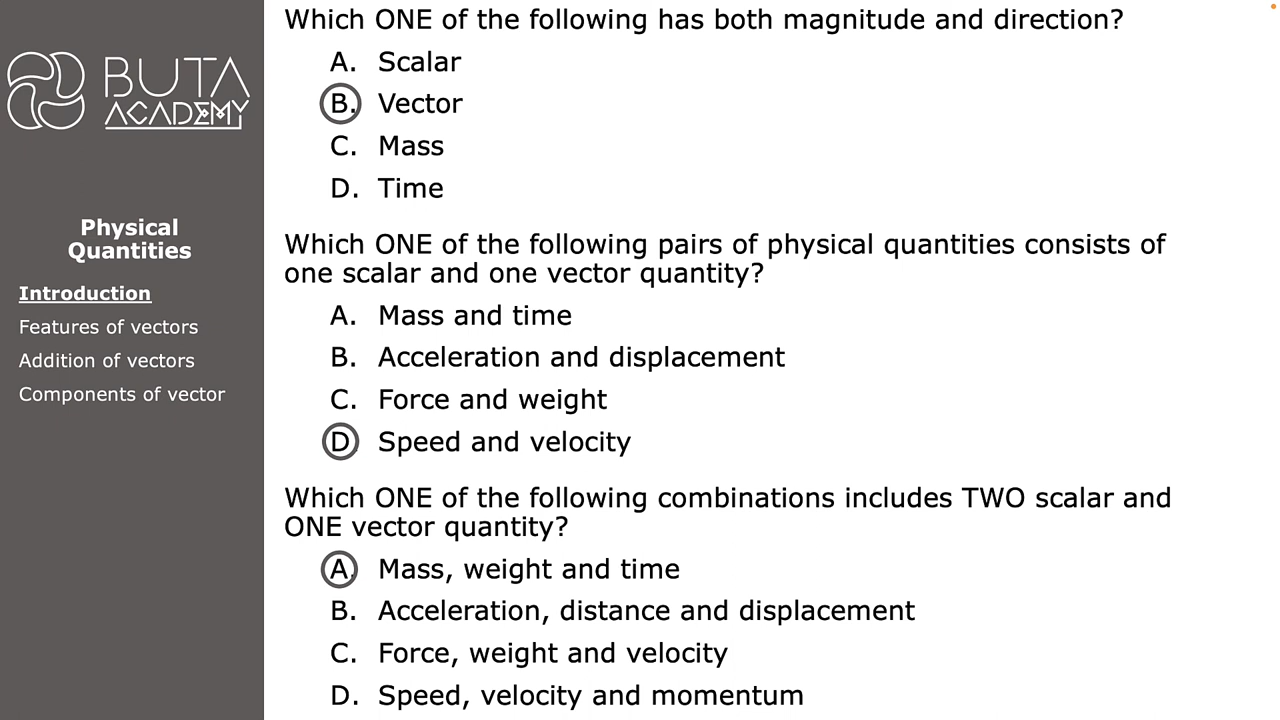 BUTA
ACADEMY
Physical
Quantities
Introduction
Features of vectors
Addition of vectors
Components of vector
Which ONE of the following has both magnitude and direction?
A. Scalar
B. Vector
C. Mass
D. Time
Which ONE of the following pairs of physical quantities consists of
one scalar and one vector quantity?
A. Mass and time
B. Acceleration and displacement
C. Force and weight
D. Speed and velocity
Which ONE of the following combinations includes TWO scalar and
ONE vector quantity?
A. Mass, weight and time
B. Acceleration, distance and displacement
C. Force, weight and velocity
D. Speed, velocity and momentum